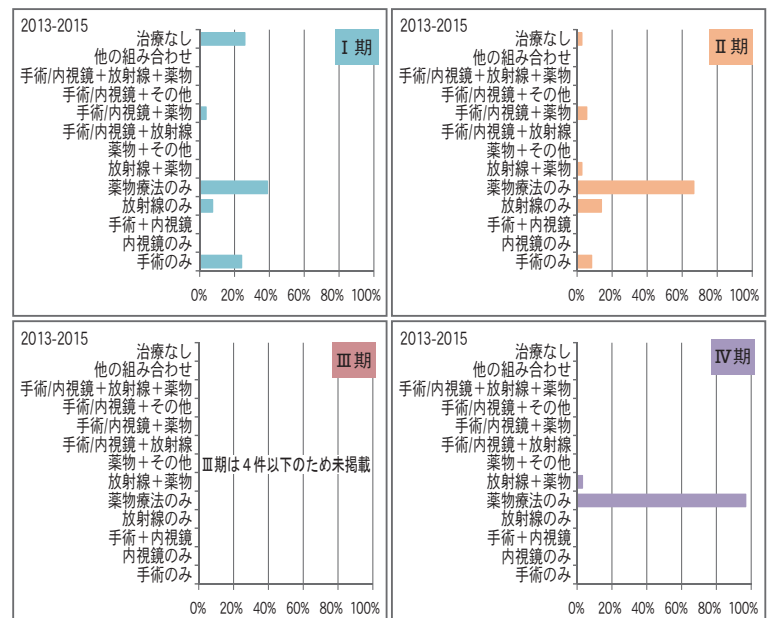 2013-2015
Ⅰ期
治療なし
他の組み合わせ
手術/内視鏡＋放射線＋薬物
手術/内視鏡＋その他
手術/内視鏡＋薬物
手術/内視鏡＋放射線
薬物＋その他
放射線＋薬物
薬物療法のみ
放射線のみ
手術＋内視鏡
内視鏡のみ
手術のみ
0% 20% 40% 60% 80% 100%
2013-2015
Ⅱ期
治療なし
他の組み合わせ
手術/内視鏡＋放射線＋薬物
手術/内視鏡＋その他
手術/内視鏡＋薬物
手術/内視鏡＋放射線
薬物＋その他
放射線＋薬物
薬物療法のみ
放射線のみ
手術＋内視鏡
内視鏡のみ
手術のみ
0% 20% 40% 60% 80% 100%
2013-2015
Ⅲ期
治療なし
他の組み合わせ
手術/内視鏡＋放射線＋薬物
手術/内視鏡＋その他
手術/内視鏡＋薬物
手術/内視鏡＋放射線
薬物＋その他
放射線＋薬物
薬物療法のみ
放射線のみ
手術＋内視鏡
内視鏡のみ
手術のみ
Ⅲ期は４件以下のため未掲載
0% 20% 40% 60% 80% 100%
2013-2015
Ⅳ期
治療なし
他の組み合わせ
手術/内視鏡＋放射線＋薬物
手術/内視鏡＋その他
手術/内視鏡＋薬物
手術/内視鏡＋放射線
薬物＋その他
放射線＋薬物
薬物療法のみ
放射線のみ
手術＋内視鏡
内視鏡のみ
手術のみ
0% 20% 40% 60% 80% 100%